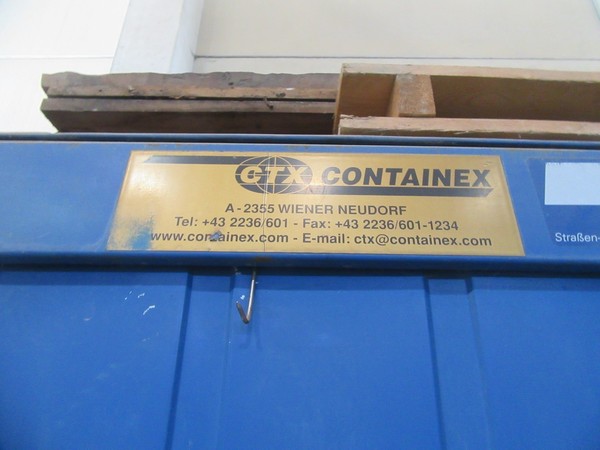 CTX CONTAINEX
A - 2355 WIENER NEUDORF
Tel: +43 2236/601 - Fax: +43 2236/601-1234
www.containex.com - E-mail: ctx@containex.com
Straßen-